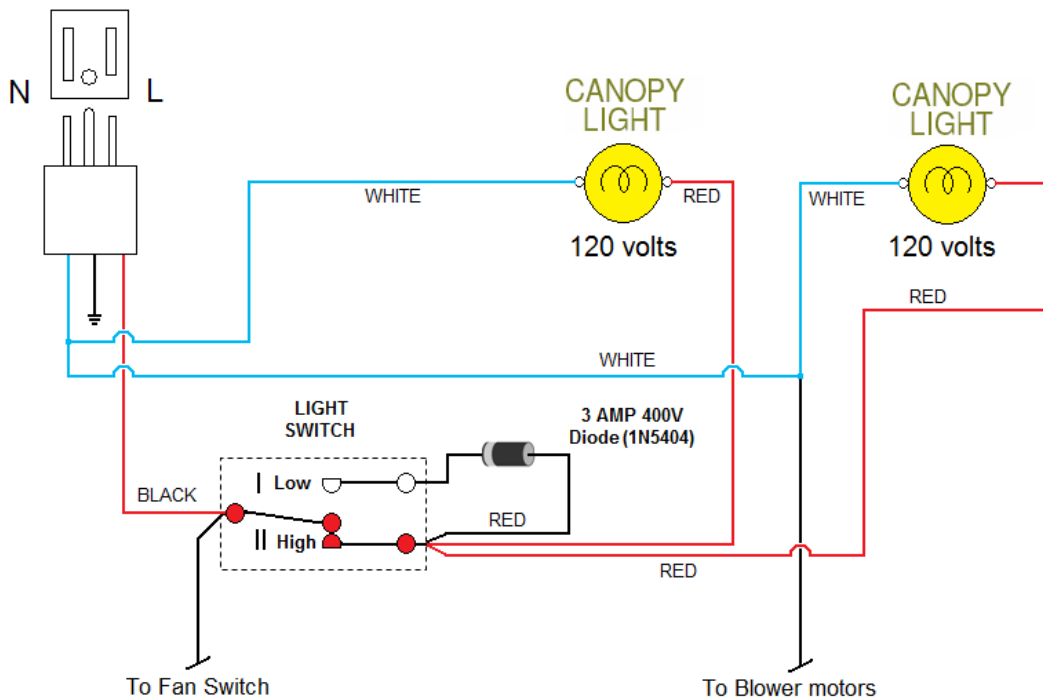 N
L
CANOPY
LIGHT
120 volts
CANOPY
LIGHT
120 volts
WHITE
RED
WHITE
RED
WHITE
LIGHT
SWITCH
3 AMP 400V
Diode (1N5404)
I Low
BLACK
RED
II High
RED
To Fan Switch
To Blower motors